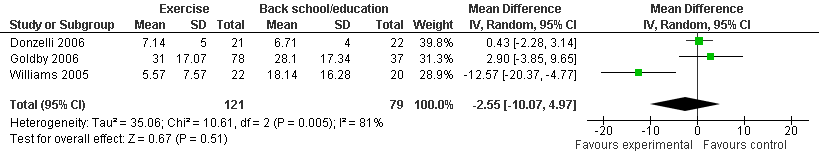 Exercise Back school/education Mean Difference Mean Difference
Study or Subgroup Mean SD Total Mean SD Total Weight IV, Random, 95% CI IV, Random, 95% CI
Donzelli 2006 7.14 5 21 6.71 4 22 39.8% 0.43 [-2.28, 3.14]
Goldby 2006 31 17.07 78 28.1 17.34 37 31.3% 2.90 [-3.85, 9.65]
Williams 2005 5.57 7.57 22 18.14 16.28 20 28.9% -12.57 [-20.37, -4.77]
Total (95% CI) 121 79 100.0% -2.55 [-10.07, 4.97]
Heterogeneity: Tau² = 35.06; Chi² = 10.61, df = 2 (P = 0.005); I² = 81%
Test for overall effect: Z = 0.67 (P = 0.51)
-20 -10 0 10 20
Favours experimental Favours control